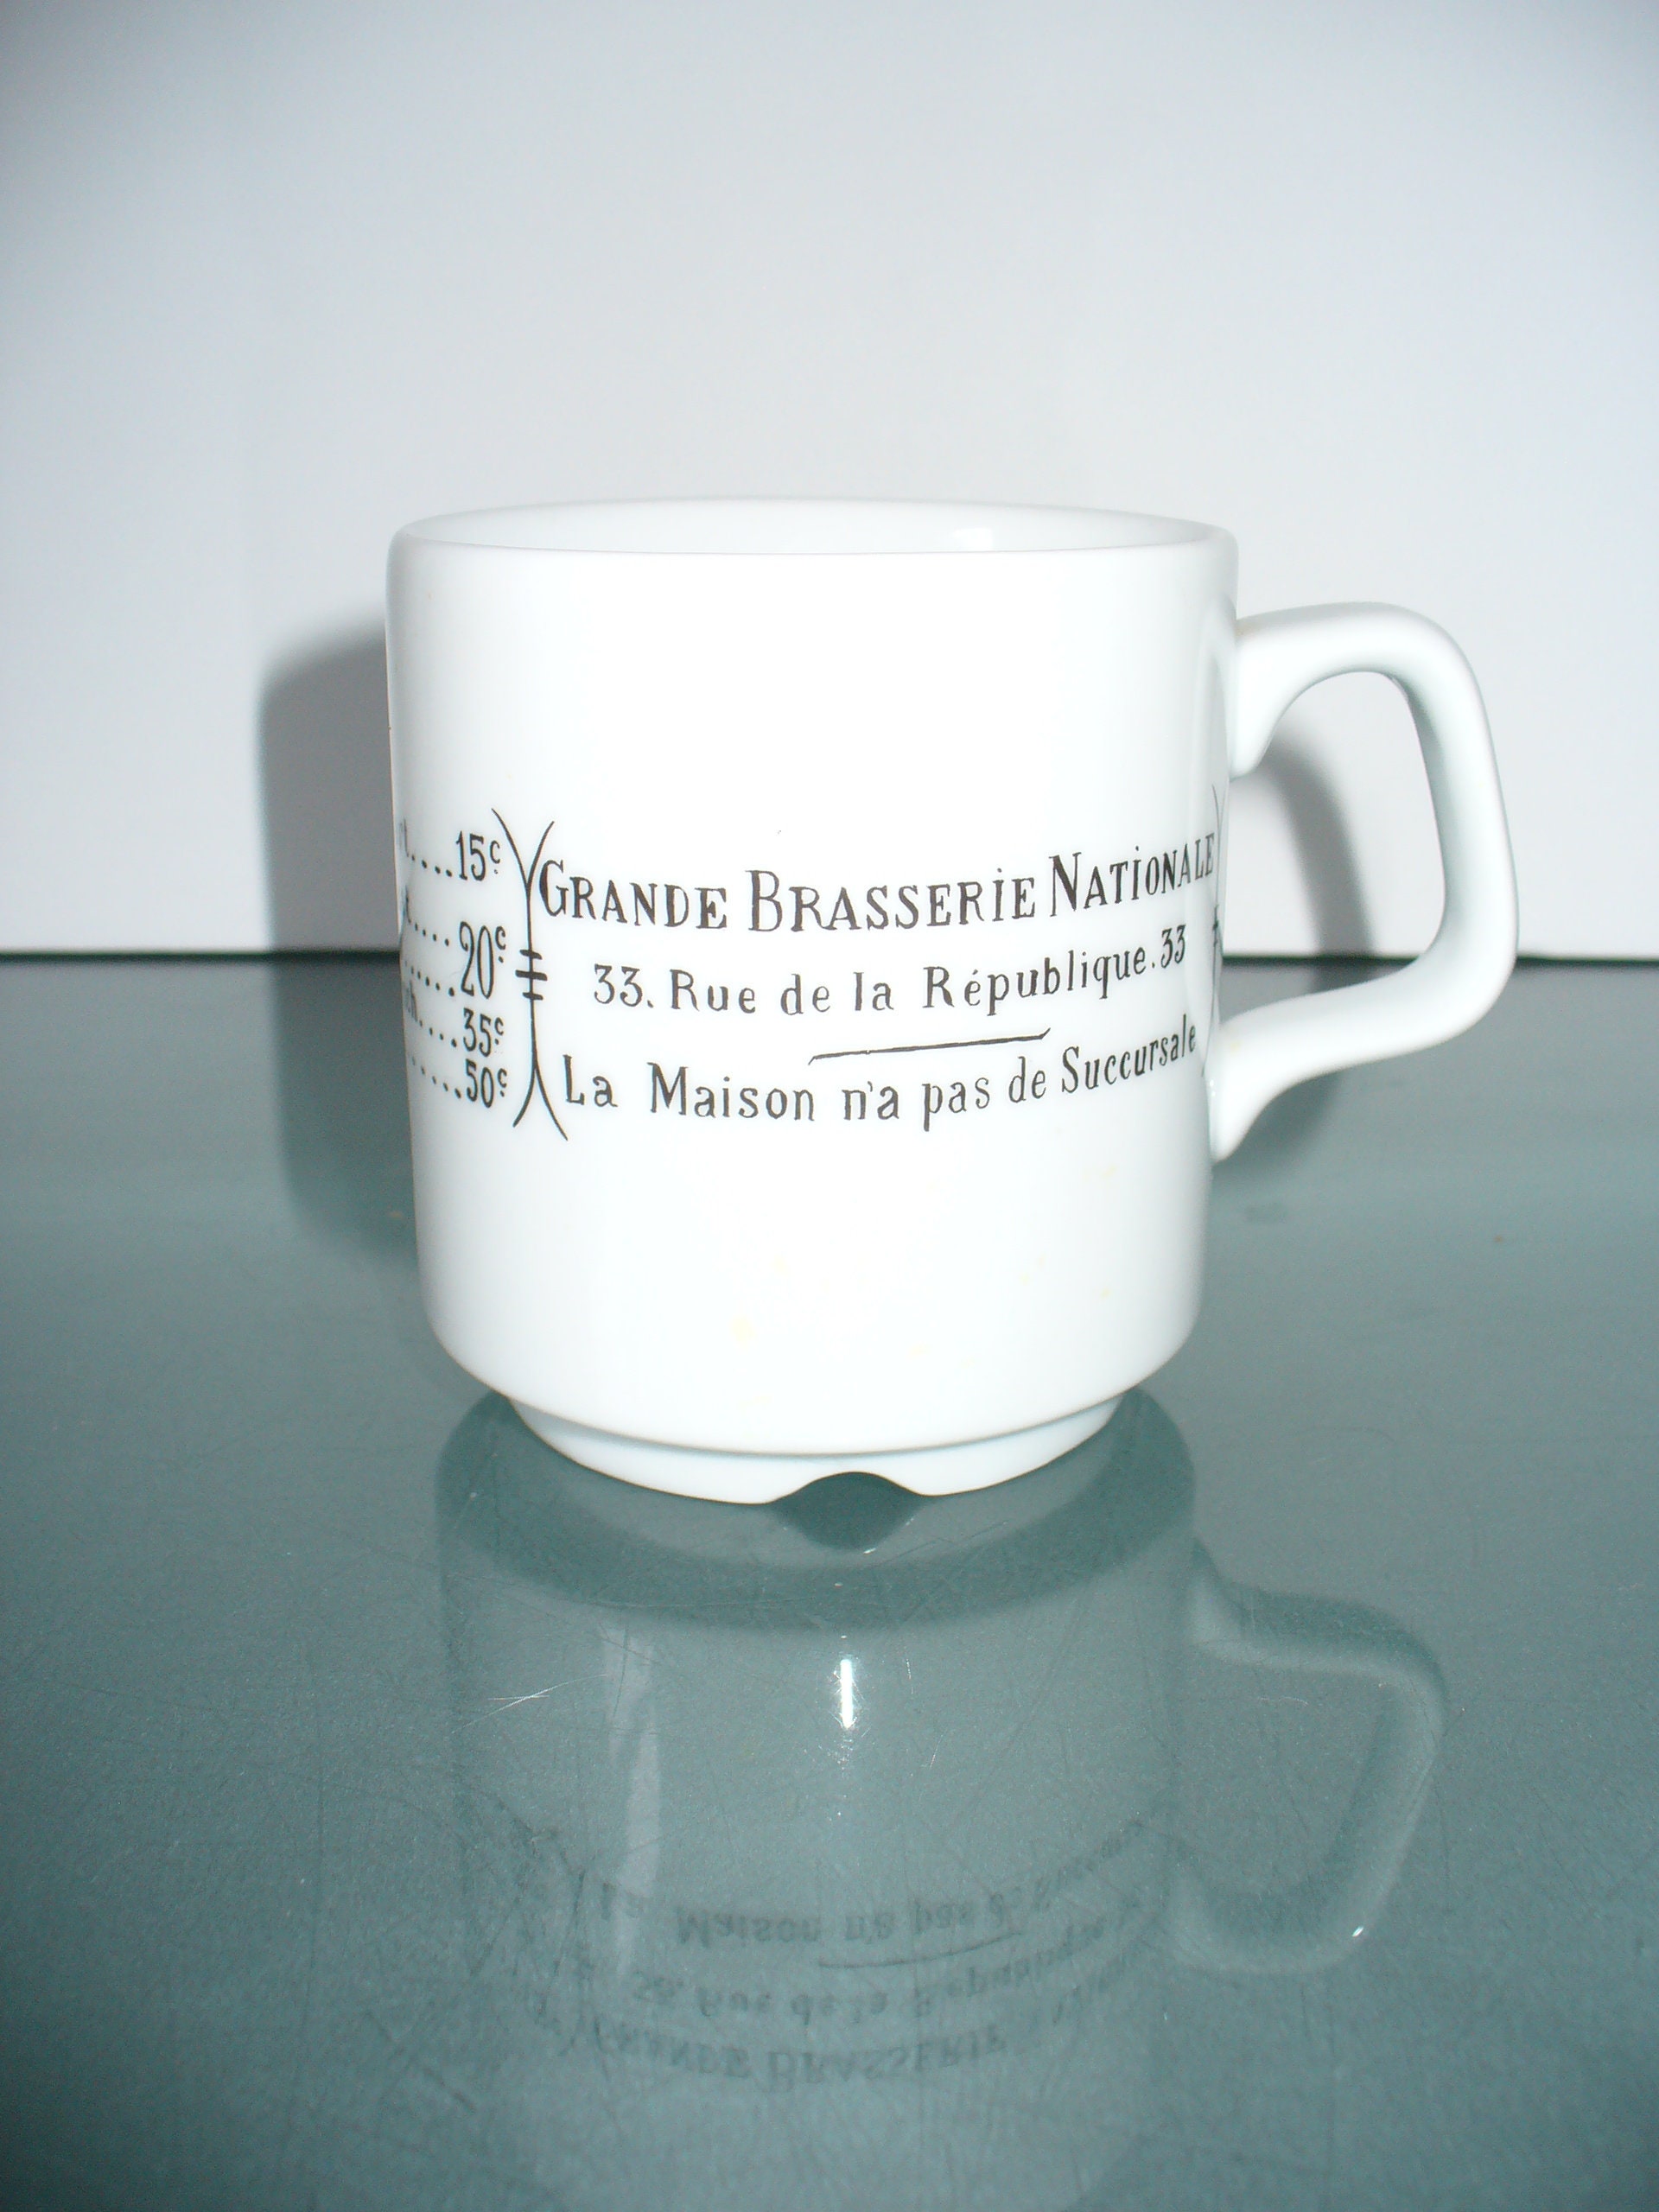 ....15c
....20c
....35c
.....50c
GRANDE BRASSERIE NATIONALE
33. Rue de la République. 33
La Maison n'a pas de Succursale